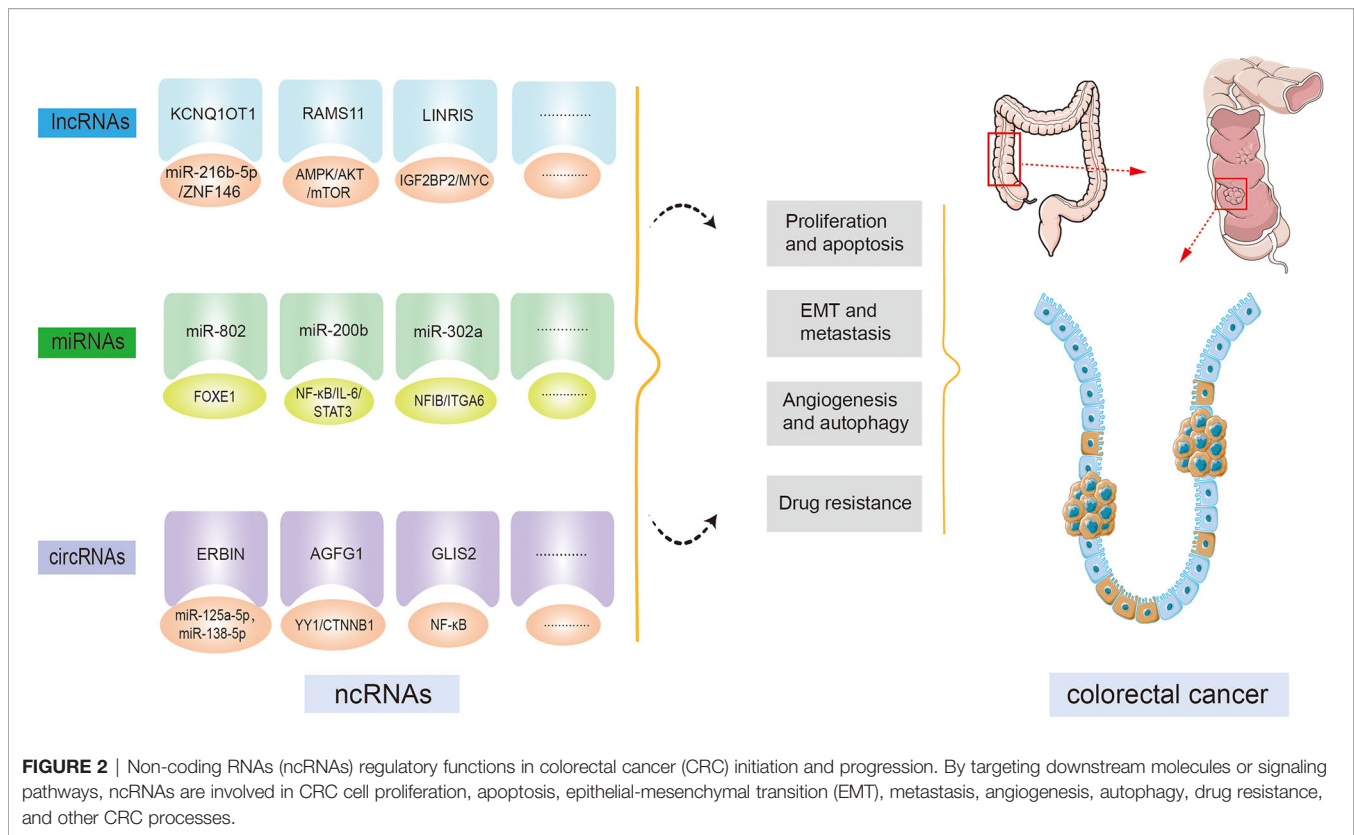 lncRNAs
KCNQ1OT1
RAMS11
LINRIS
.............
miR-216b-5p
/ZNF146
AMPK/AKT
/mTOR
IGF2BP2/MYC
.............
miRNAs
miR-802
miR-200b
miR-302a
.............
FOXE1
NF-κB/IL-6/
STAT3
NFIB/ITGA6
.............
circRNAs
ERBIN
AGFG1
GLIS2
.............
miR-125a-5p,
miR-138-5p
YY1/CTNNB1
NF-κB
.............
ncRNAs
Proliferation
and apoptosis
EMT and
metastasis
Angiogenesis
and autophagy
Drug resistance
colorectal cancer
FIGURE 2 | Non-coding RNAs (ncRNAs) regulatory functions in colorectal cancer (CRC) initiation and progression. By targeting downstream molecules or signaling
pathways, ncRNAs are involved in CRC cell proliferation, apoptosis, epithelial-mesenchymal transition (EMT), metastasis, angiogenesis, autophagy, drug resistance,
and other CRC processes.